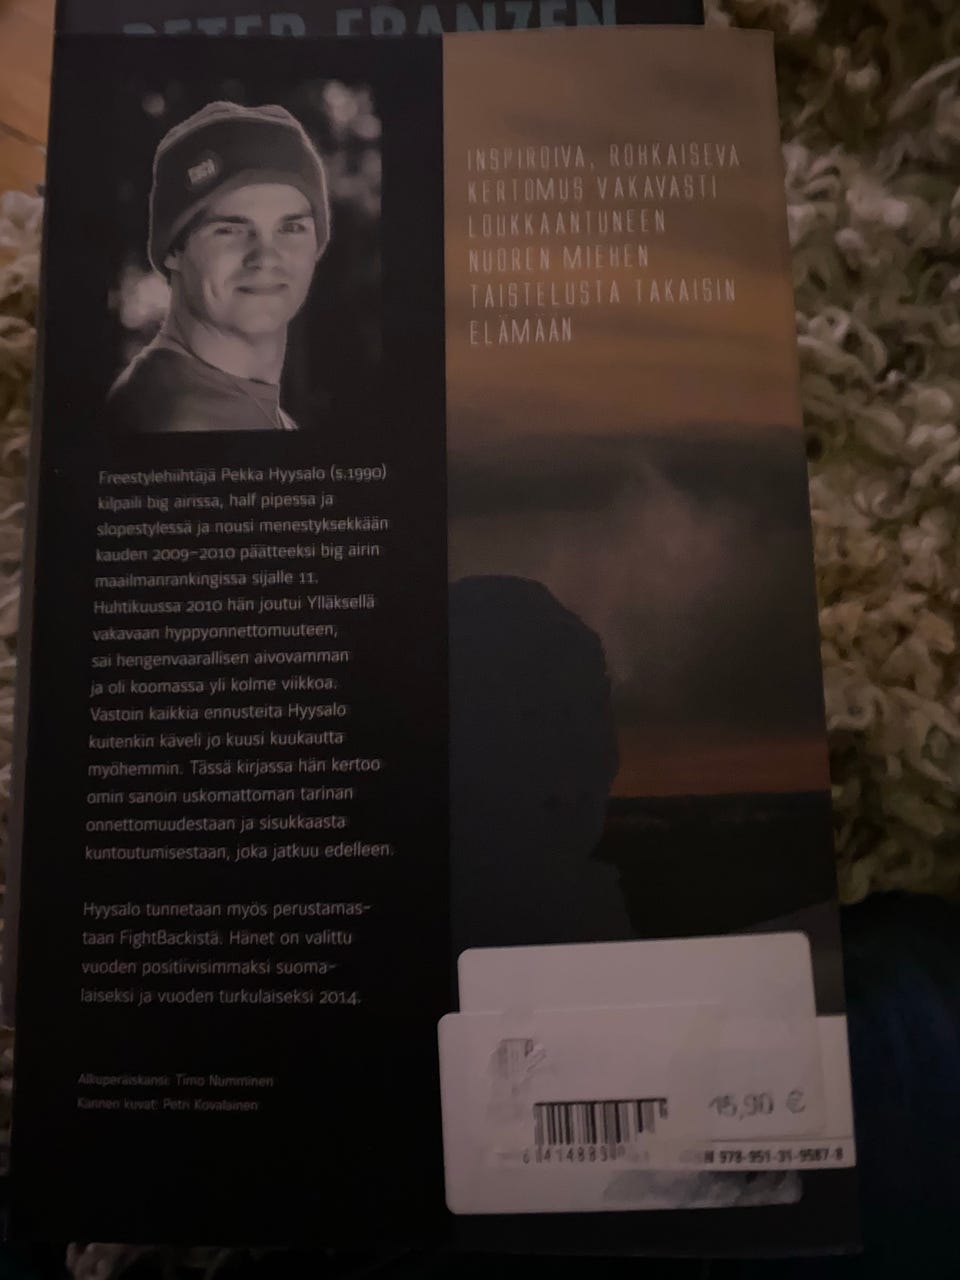 PETER FRANZÉN
INSPIROIVA, ROHKAISEVA
KERTOMUS VAKAVASTI
LOUKKAANTUNEEN
NUOREN MIEHEN
TAISTELUSTA TAKAISIN
ELÄMÄÄN
Freestylehiihtäjä Pekka Hyysalo (s.1990)
kilpaili big airissa, half pipessa ja
slopestylessä ja nousi menestyksekkään
kauden 2009–2010 päätteeksi big airin
maailmanrankingissa sijalle 11.
Huhtikuussa 2010 hän joutui Ylläksellä
vakavaan hyppyonnettomuuteen,
sai hengenvaarallisen aivovamman
ja oli koomassa yli kolme viikkoa.
Vastoin kaikkia ennusteita Hyysalo
kuitenkin käveli jo kuusi kuukautta
myöhemmin. Tässä kirjassa hän kertoo
omin sanoin uskomattoman tarinan
onnettomuudestaan ja sisukkaasta
kuntoutumisestaan, joka jatkuu edelleen.
Hyysalo tunnetaan myös perustamas-
taan FightBackistä. Hänet on valittu
vuoden positiivisimmaksi suoma-
laiseksi ja vuoden turkulaiseksi 2014.
Alkuperäiskansi: Timo Numminen
Kannen kuvat: Petri Kovalainen
15,90 €
978-951-31-9587-8